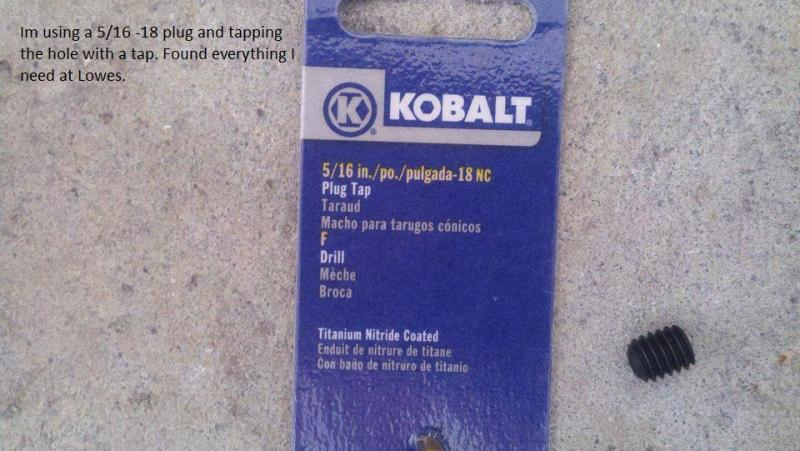 Im using a 5/16 -18 plug and tapping
the hole with a tap. Found everything I
need at Lowes.
K
®
KOBALT
5/16 in./po./pulgada-18 NC
Plug Tap
Taraud
Macho para tarugos cónicos
F
Drill
Mèche
Broca
Titanium Nitride Coated
Enduit de nitrure de titane
Con baño de nitruro de titanio